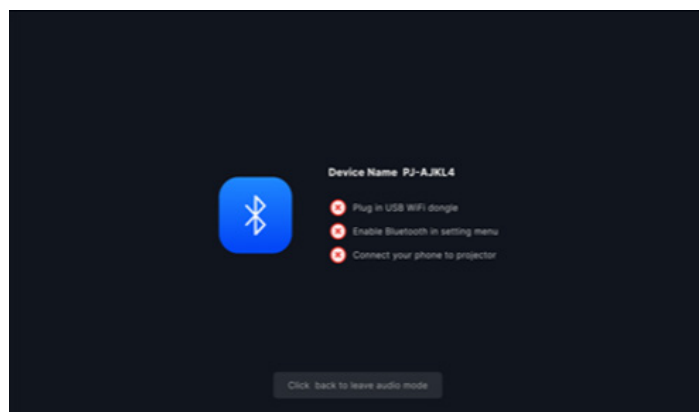 Device Name PJ-AJKL4
Plug in USB WiFi dongle
Enable Bluetooth in setting menu
Connect your phone to projector
Click back to leave audio mode